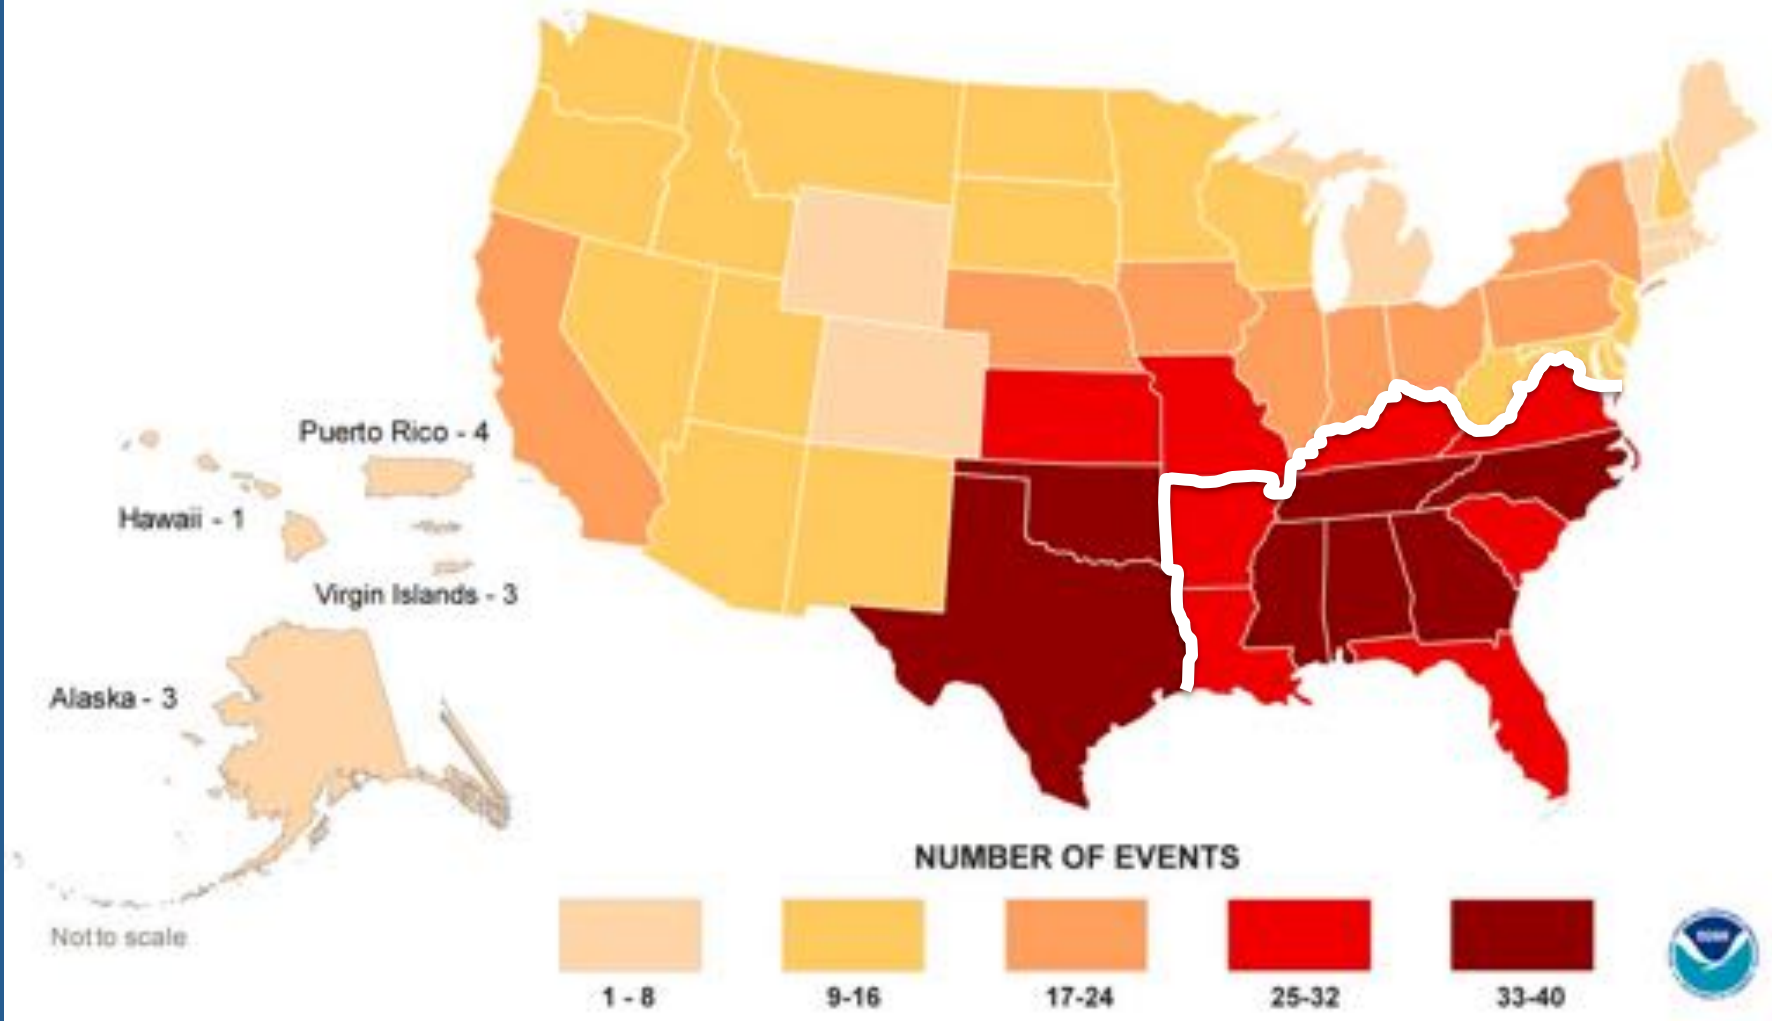 Puerto Rico - 4
Hawaii - 1
Virgin Islands - 3
Alaska - 3
Not to scale
NUMBER OF EVENTS
1 - 8
9-16
17-24
25-32
33-40